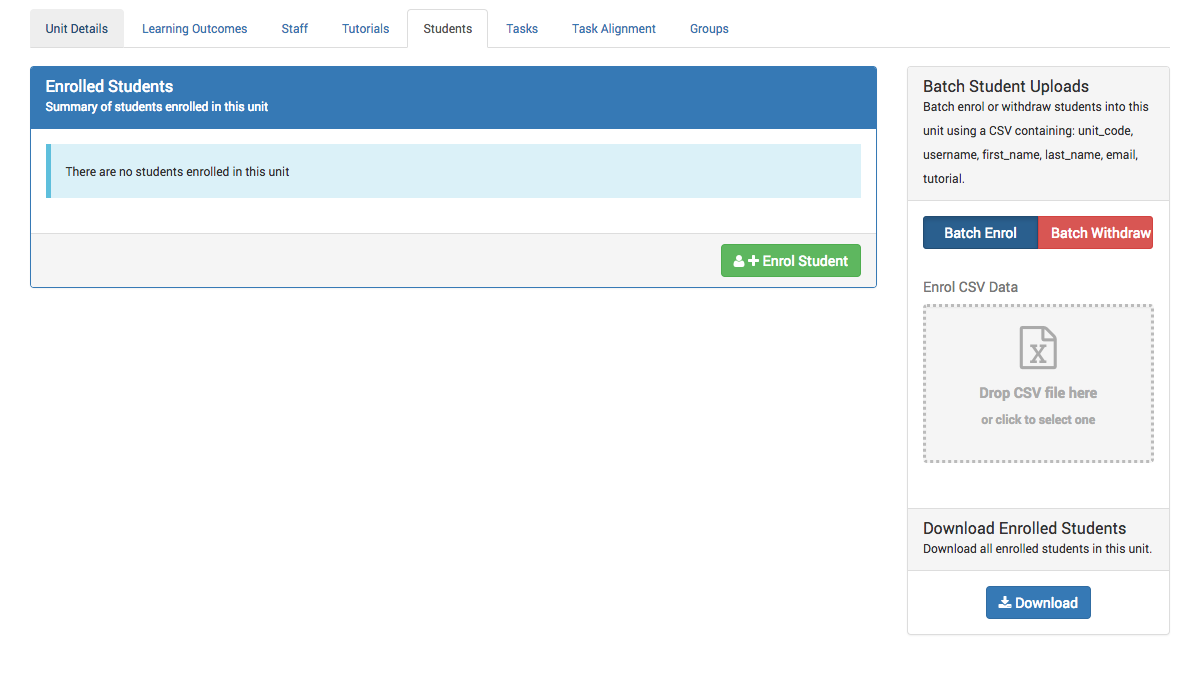 Unit Details
Learning Outcomes
Staff
Tutorials
Students
Tasks
Task Alignment
Groups
Enrolled Students
Summary of students enrolled in this unit
There are no students enrolled in this unit
Enrol Student
Batch Student Uploads
Batch enrol or withdraw students into this
unit using a CSV containing: unit_code,
username, first_name, last_name, email,
tutorial.
Batch Enrol
Batch Withdraw
Enrol CSV Data
X
Drop CSV file here
or click to select one
Download Enrolled Students
Download all enrolled students in this unit.
Download